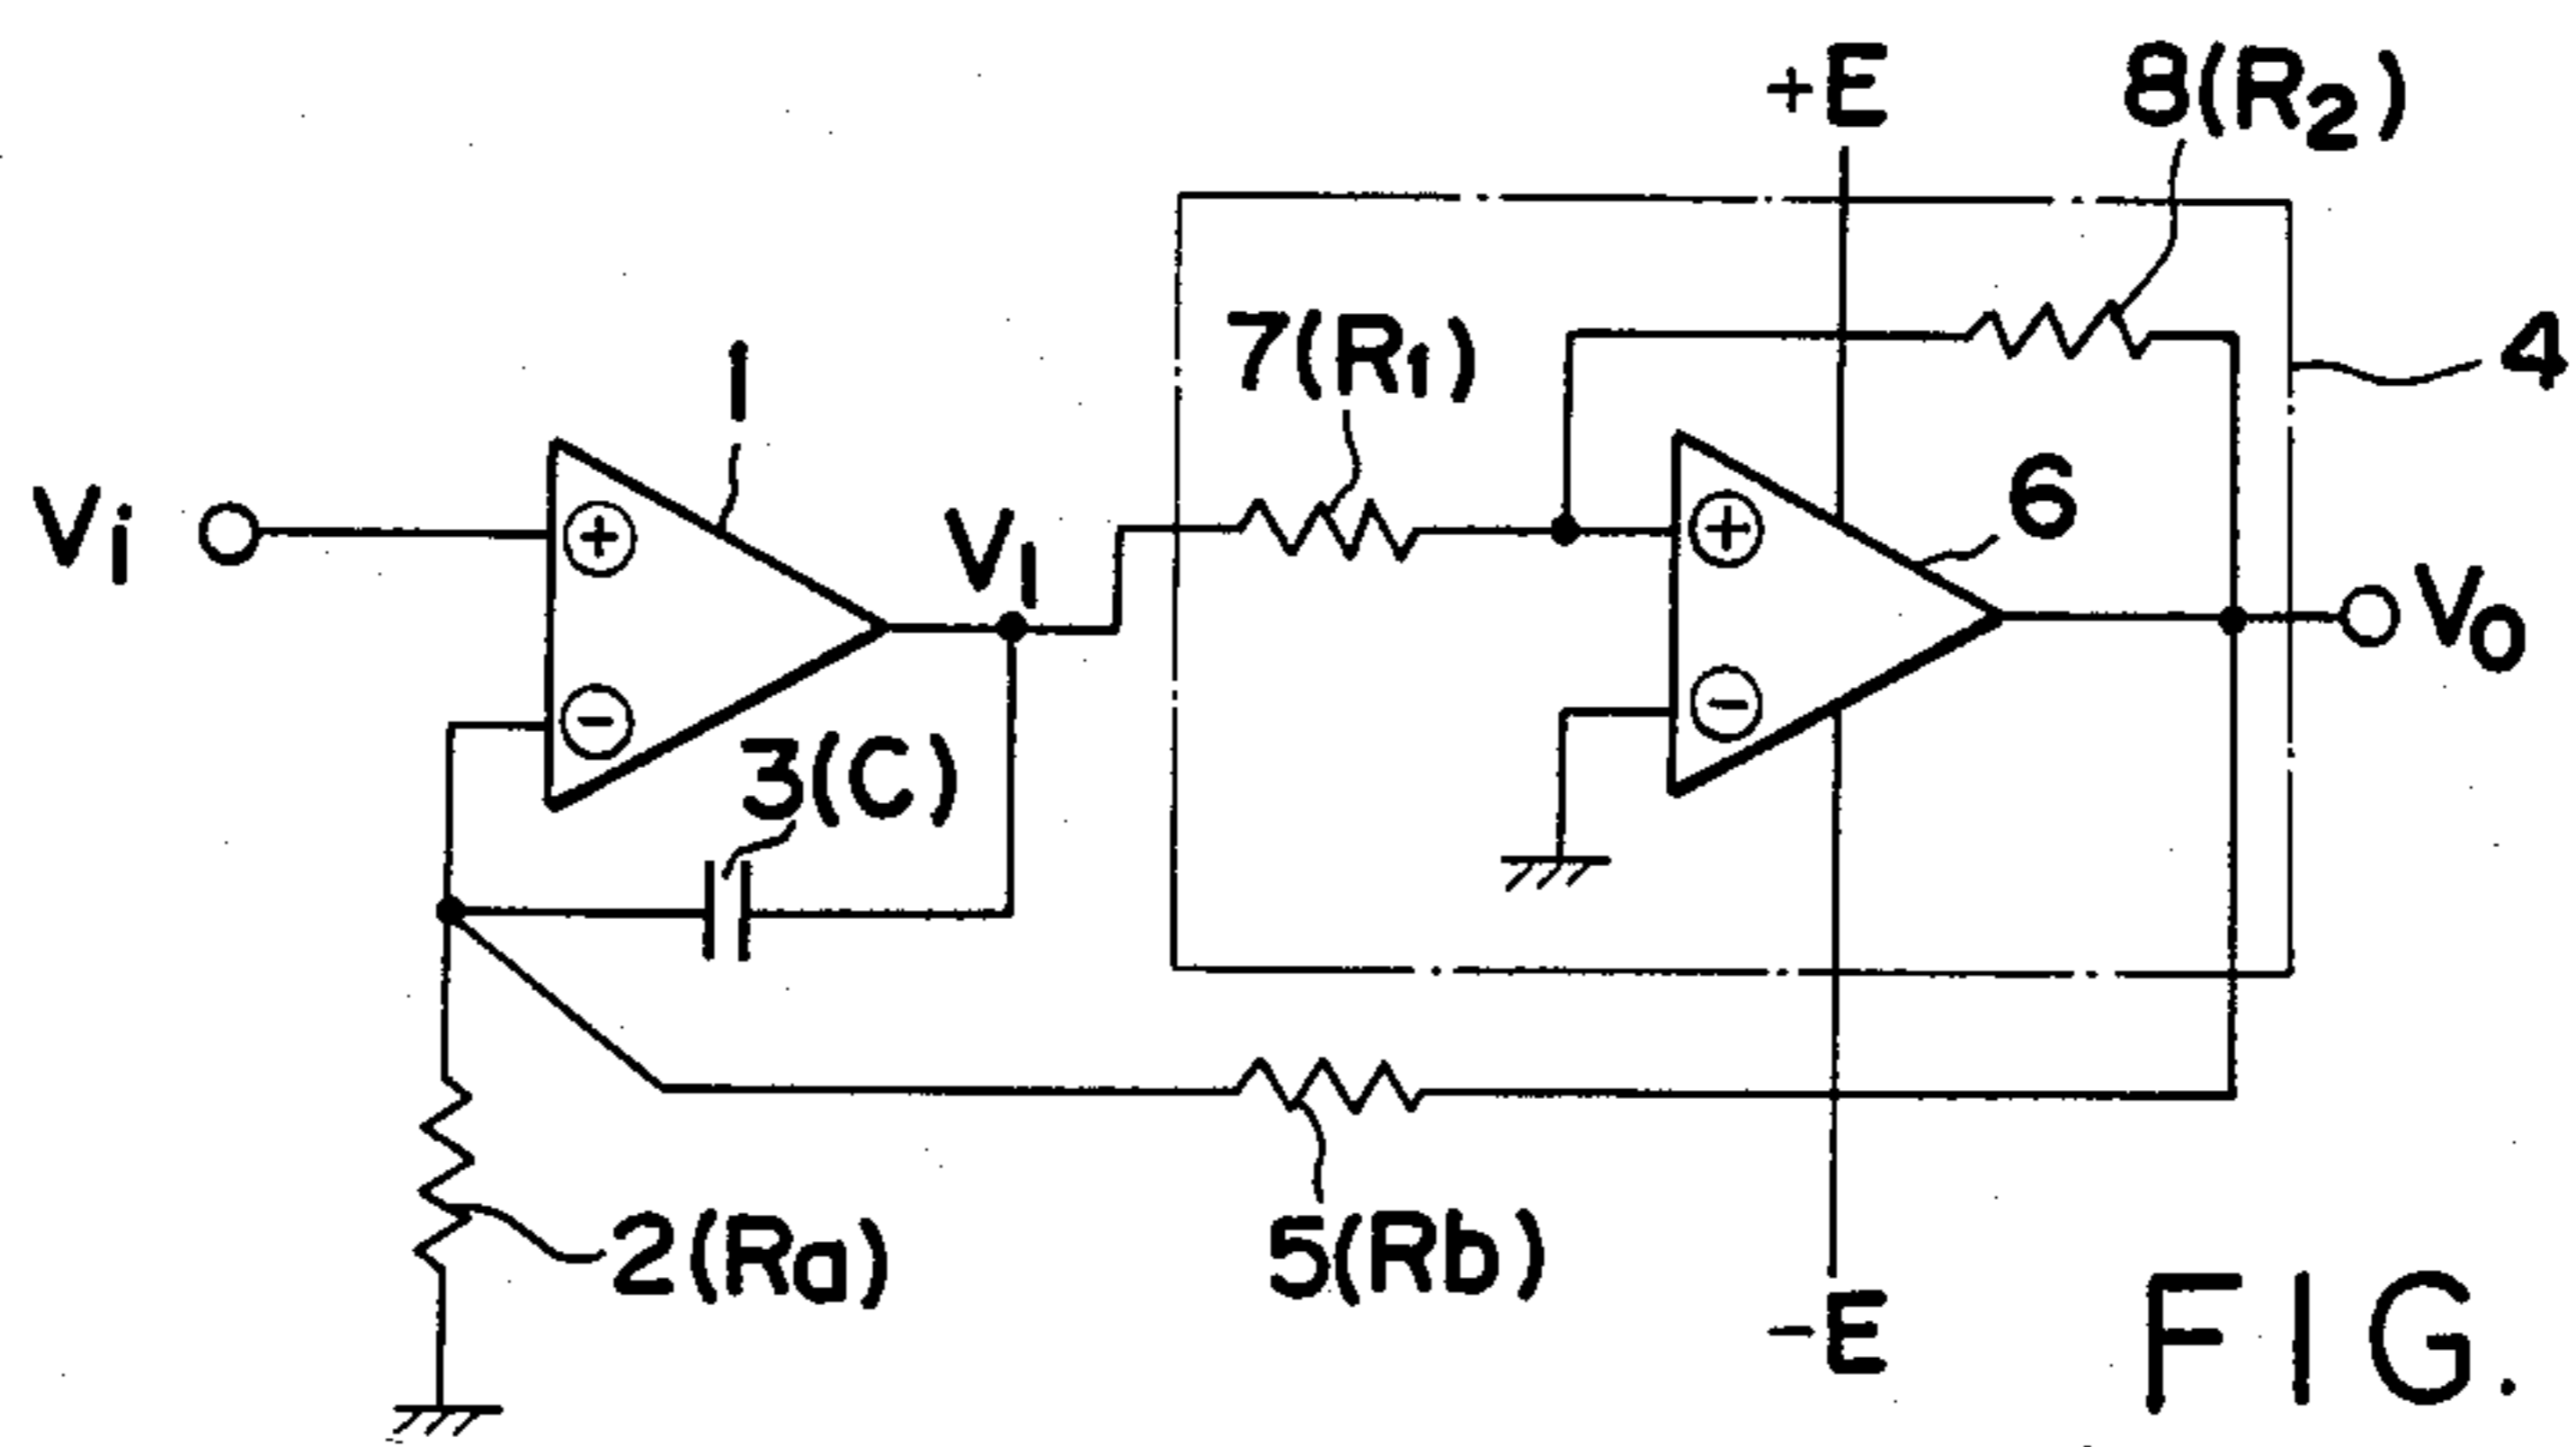 +E
8(R2)
7(R1)
4
1
6
Vi
+
+
V1
Vo
-
-
3(C)
2(Ra)
5(Rb)
-E
FIG.